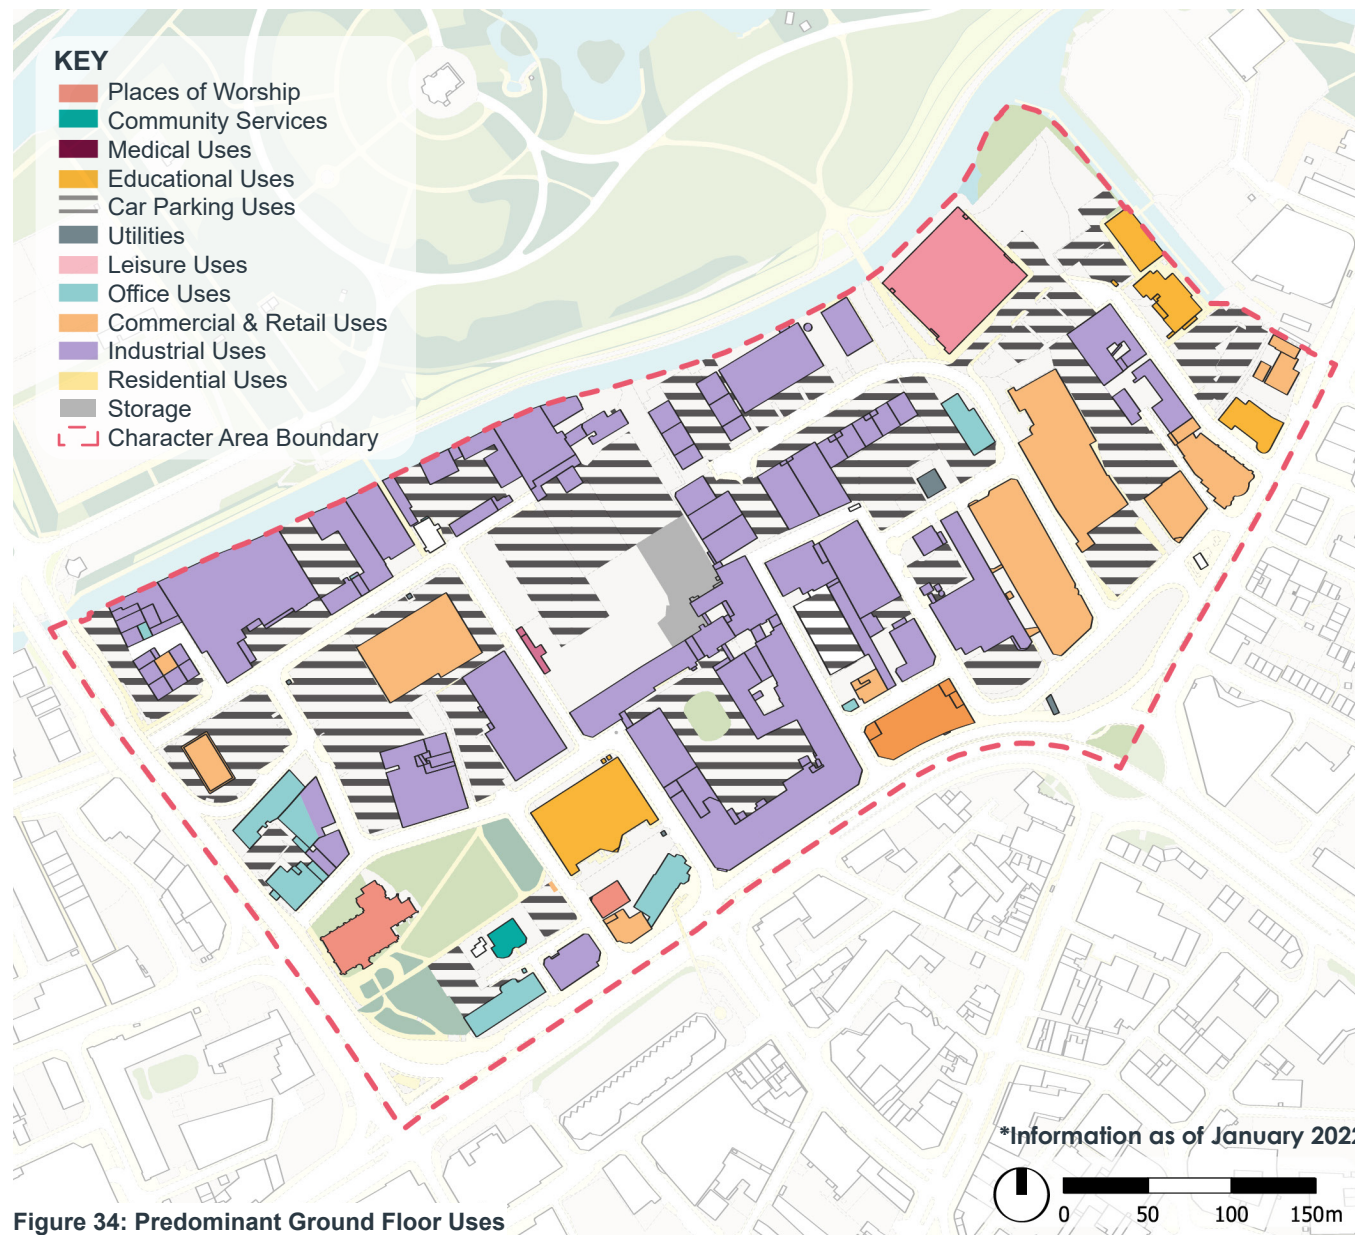 KEY
Places of Worship
Community Services
Medical Uses
Educational Uses
Car Parking Uses
Utilities
Leisure Uses
Office Uses
Commercial & Retail Uses
Industrial Uses
Residential Uses
Storage
Character Area Boundary
*Information as of January 2022
0 50 100 150m
Figure 34: Predominant Ground Floor Uses